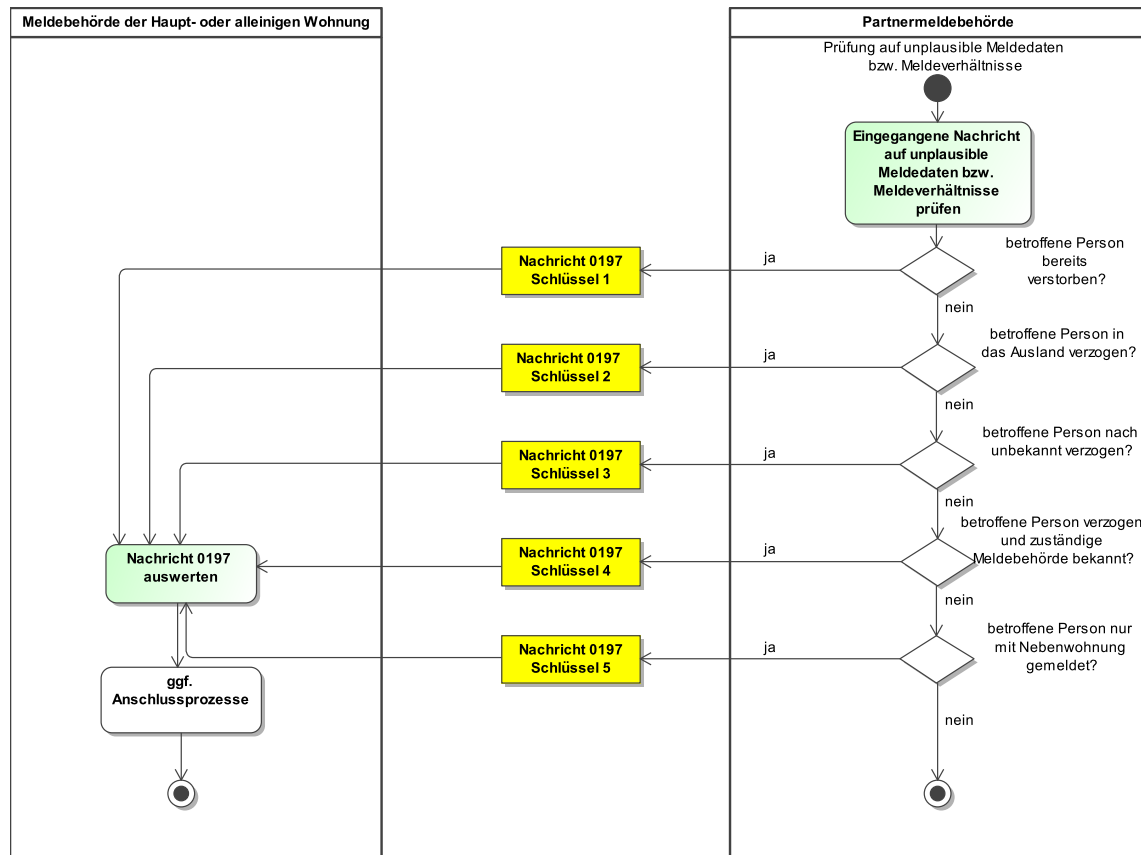 Meldebehörde der Haupt- oder alleinigen Wohnung
Partnermeldebehörde
Prüfung auf unplausible Meldedaten
bzw. Meldeverhältnisse
Eingegangene Nachricht
auf unplausible
Meldedaten bzw.
Meldeverhältnisse
prüfen
betroffene Person
bereits
verstorben?
ja
Nachricht 0197
Schlüssel 1
nein
betroffene Person in
das Ausland verzogen?
ja
Nachricht 0197
Schlüssel 2
nein
betroffene Person nach
unbekannt verzogen?
ja
Nachricht 0197
Schlüssel 3
nein
betroffene Person verzogen
und zuständige
Meldebehörde bekannt?
ja
Nachricht 0197
Schlüssel 4
Nachricht 0197
auswerten
nein
betroffene Person nur
mit Nebenwohnung
gemeldet?
ja
Nachricht 0197
Schlüssel 5
ggf.
Anschlussprozesse
nein